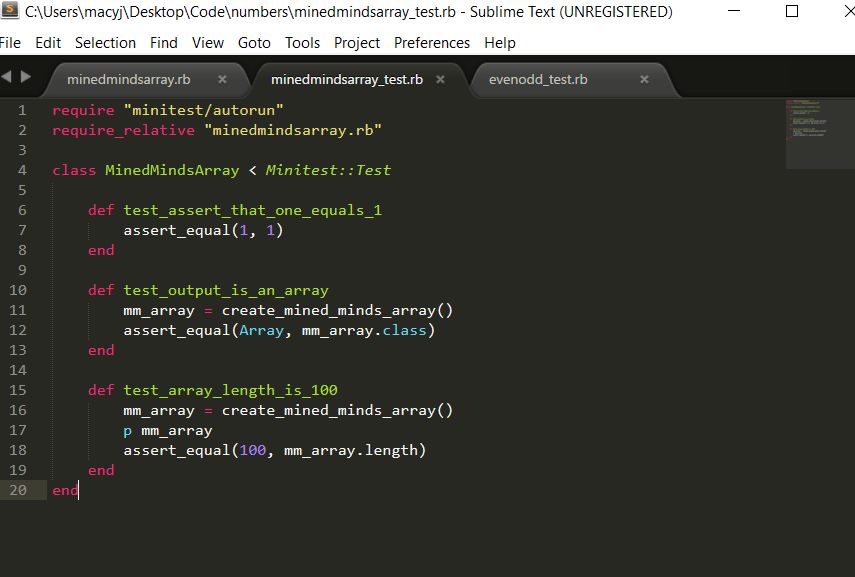 C:\Users\macyj\Desktop\Code\numbers\minedmindsarray_test.rb - Sublime Text (UNREGISTERED)
File Edit Selection Find View Goto Tools Project Preferences Help
minedmindsarray.rb minedmindsarray_test.rb evenodd_test.rb
1 require "minitest/autorun"
2 require_relative "minedmindsarray.rb"
3
4 class MinedMindsArray < Minitest::Test
5
6 def test_assert_that_one_equals_1
7 assert_equal(1, 1)
8 end
9
10 def test_output_is_an_array
11 mm_array = create_mined_minds_array()
12 assert_equal(Array, mm_array.class)
13 end
14
15 def test_array_length_is_100
16 mm_array = create_mined_minds_array()
17 p mm_array
18 assert_equal(100, mm_array.length)
19 end
20 end